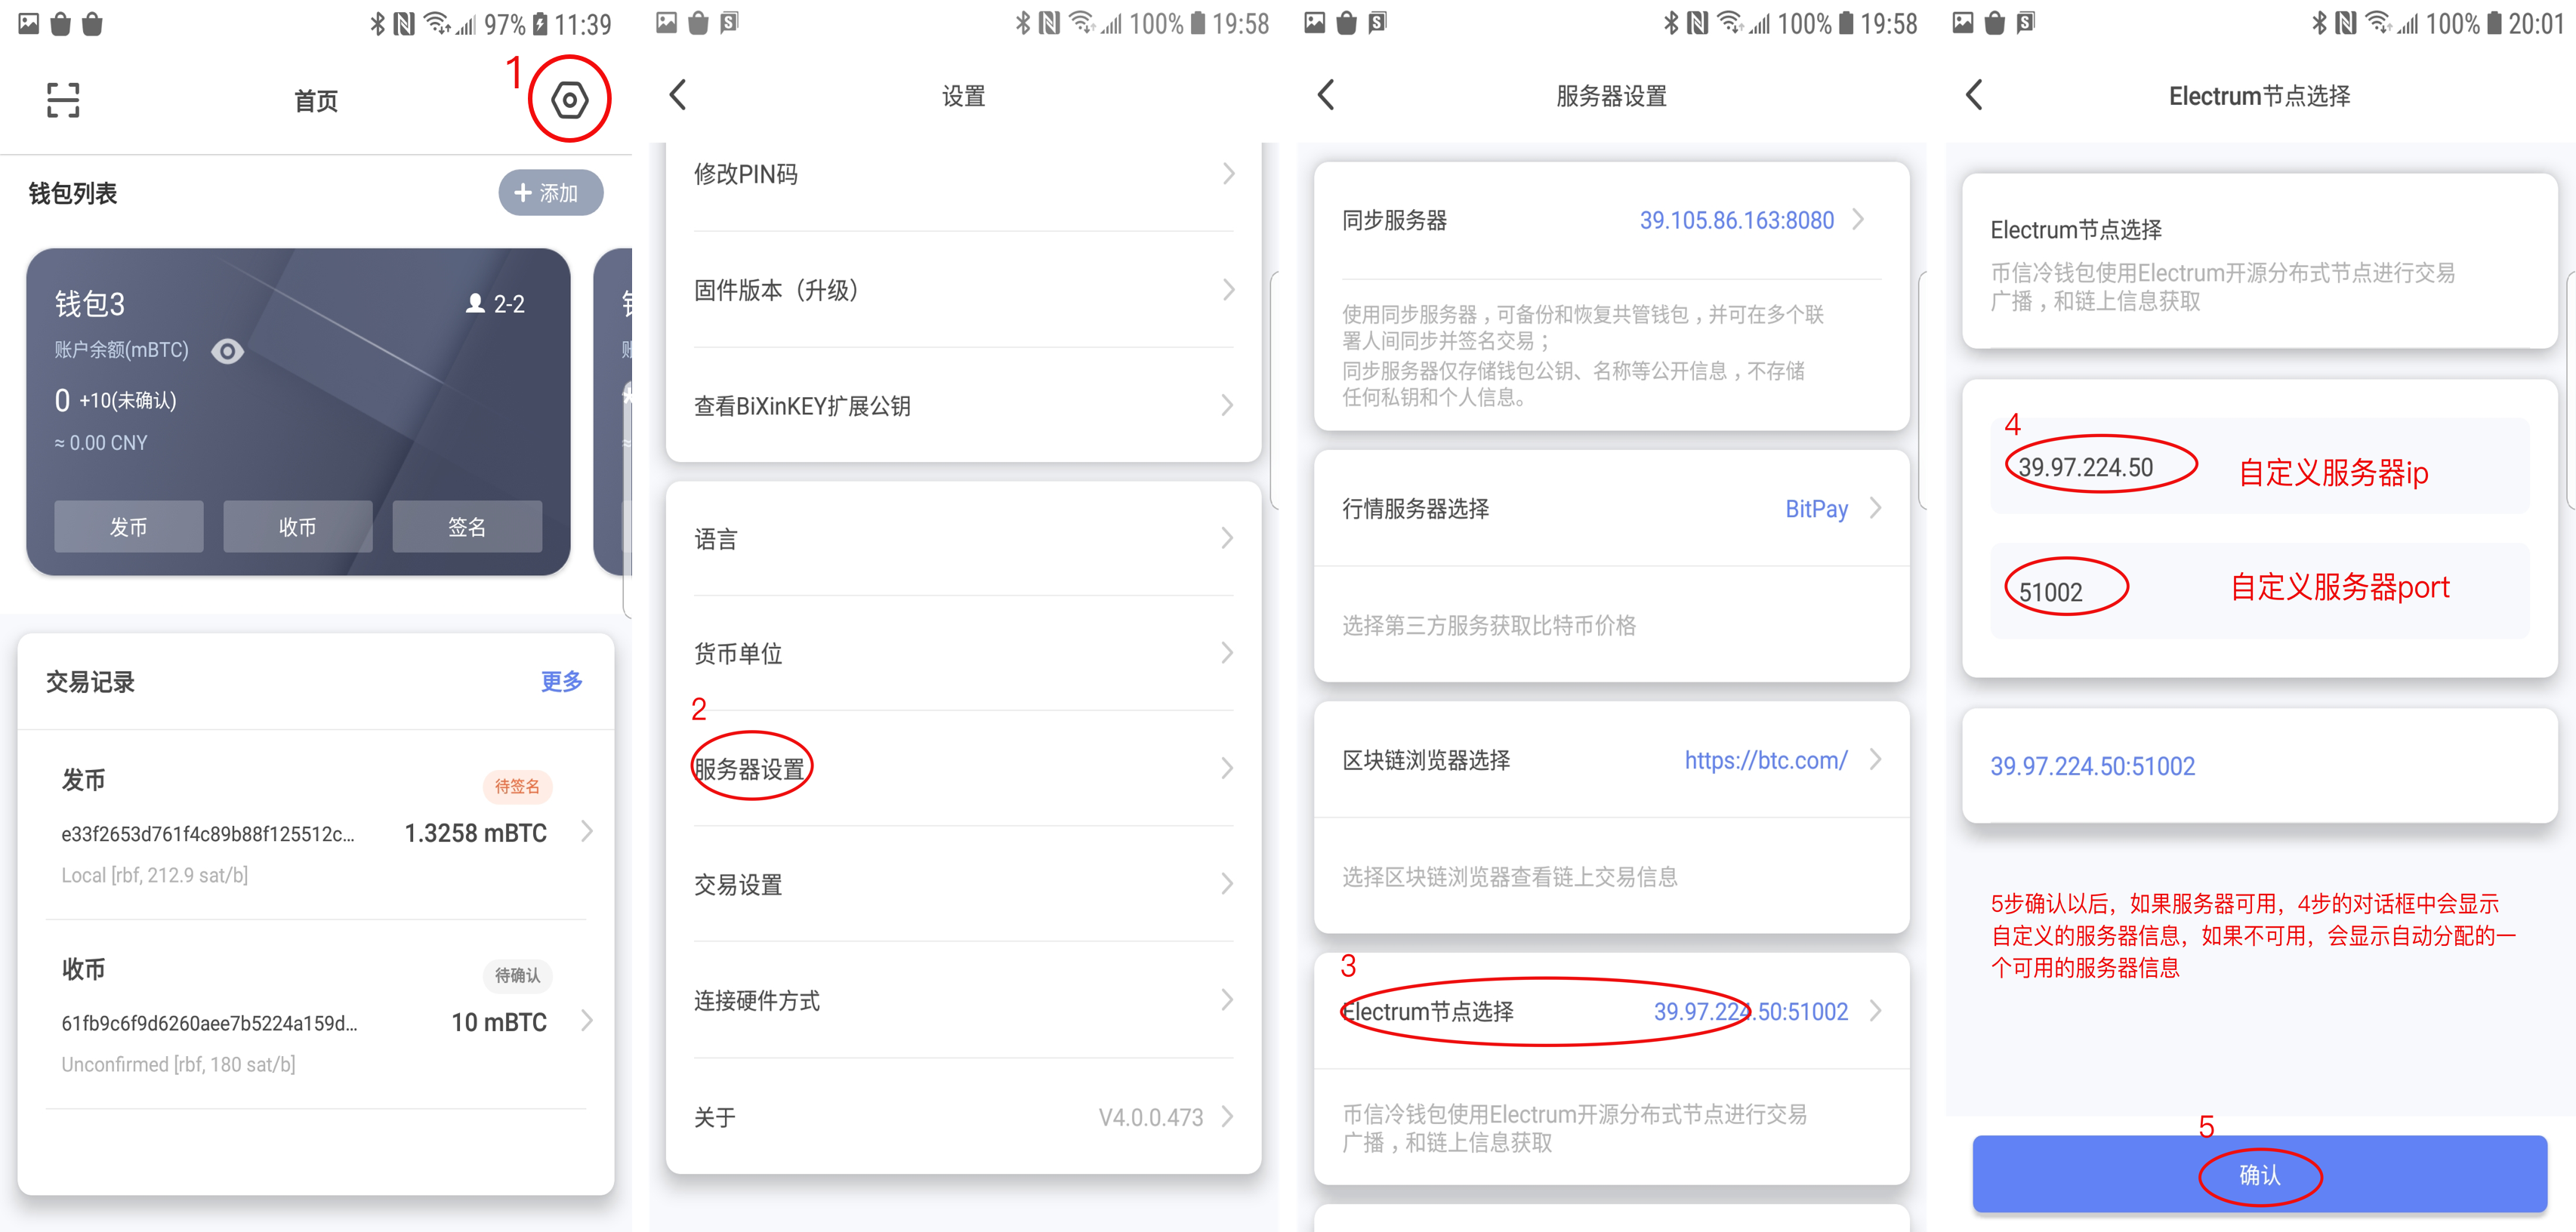 97% 11:39
1
首页
钱包列表
添加
钱包3
2-2
账户余额(mBTC)
0 +10(未确认)
≈ 0.00 CNY
发币
收币
签名
交易记录
更多
发币
待签名
e33f2653d761f4c89b88f125512c...
1.3258 mBTC
Local [rbf, 212.9 sat/b]
收币
待确认
61fb9c6f9d6260aee7b5224a159d...
10 mBTC
Unconfirmed [rbf, 180 sat/b]
100% 19:58
设置
修改PIN码
固件版本（升级）
查看BiXinKEY扩展公钥
语言
货币单位
2
服务器设置
交易设置
连接硬件方式
关于
V4.0.0.473
100% 19:58
服务器设置
同步服务器
39.105.86.163:8080
使用同步服务器，可备份和恢复共管钱包，并可在多个联
署人间同步并签名交易；
同步服务器仅存储钱包公钥、名称等公开信息，不存储
任何私钥和个人信息。
行情服务器选择
BitPay
选择第三方服务获取比特币价格
区块链浏览器选择
https://btc.com/
选择区块链浏览器查看链上交易信息
3
Electrum节点选择
39.97.224.50:51002
币信冷钱包使用Electrum开源分布式节点进行交易
广播，和链上信息获取
100% 20:01
Electrum节点选择
Electrum节点选择
币信冷钱包使用Electrum开源分布式节点进行交易
广播，和链上信息获取
4
39.97.224.50
自定义服务器ip
51002
自定义服务器port
39.97.224.50:51002
5步确认以后，如果服务器可用，4步的对话框中会显示
自定义的服务器信息，如果不可用，会显示自动分配的一
个可用的服务器信息
5
确认